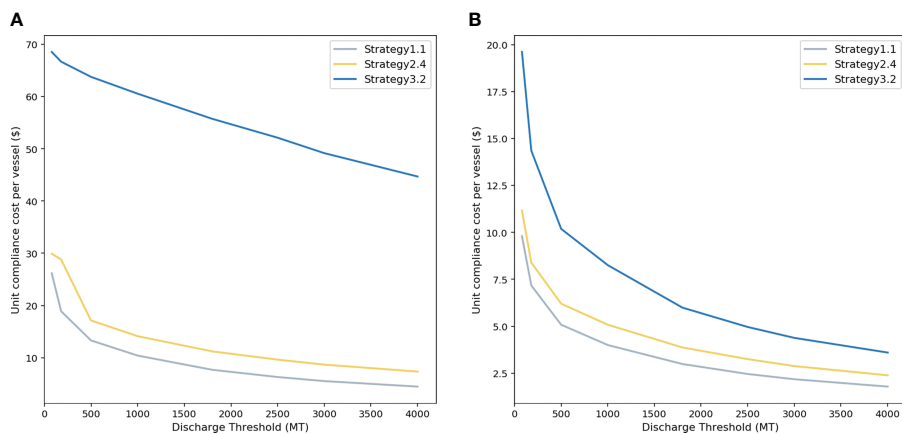 A
Unit compliance cost per vessel ($)
70
60
50
40
30
20
10
0
500
1000
1500
2000
2500
3000
3500
4000
Discharge Threshold (MT)
Strategy1.1
Strategy2.4
Strategy3.2
B
Unit compliance cost per vessel ($)
20.0
17.5
15.0
12.5
10.0
7.5
5.0
2.5
0
500
1000
1500
2000
2500
3000
3500
4000
Discharge Threshold (MT)
Strategy1.1
Strategy2.4
Strategy3.2